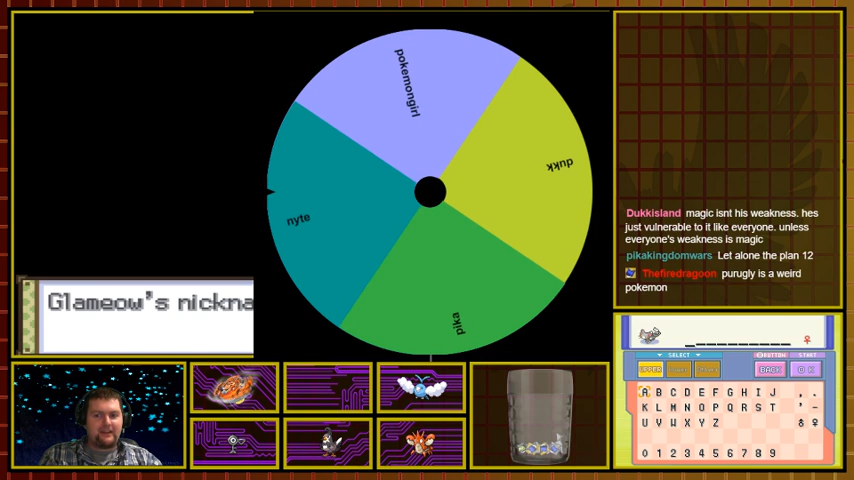 pokemongirl
dukk
nyte
pika
Glameow's nickna
Dukkisland magic isnt his weakness. hes
just vulnerable to it like everyone. unless
everyone's weakness is magic
pikakingdomwars Let alone the plan 12
Thefiredragoon purugly is a weird
pokemon
SELECT START
UPPER BACK OK
A B C D E F G H I J , .
K L M N O P Q R S T ' -
U V W X Y Z ♂ ♀
0 1 2 3 4 5 6 7 8 9